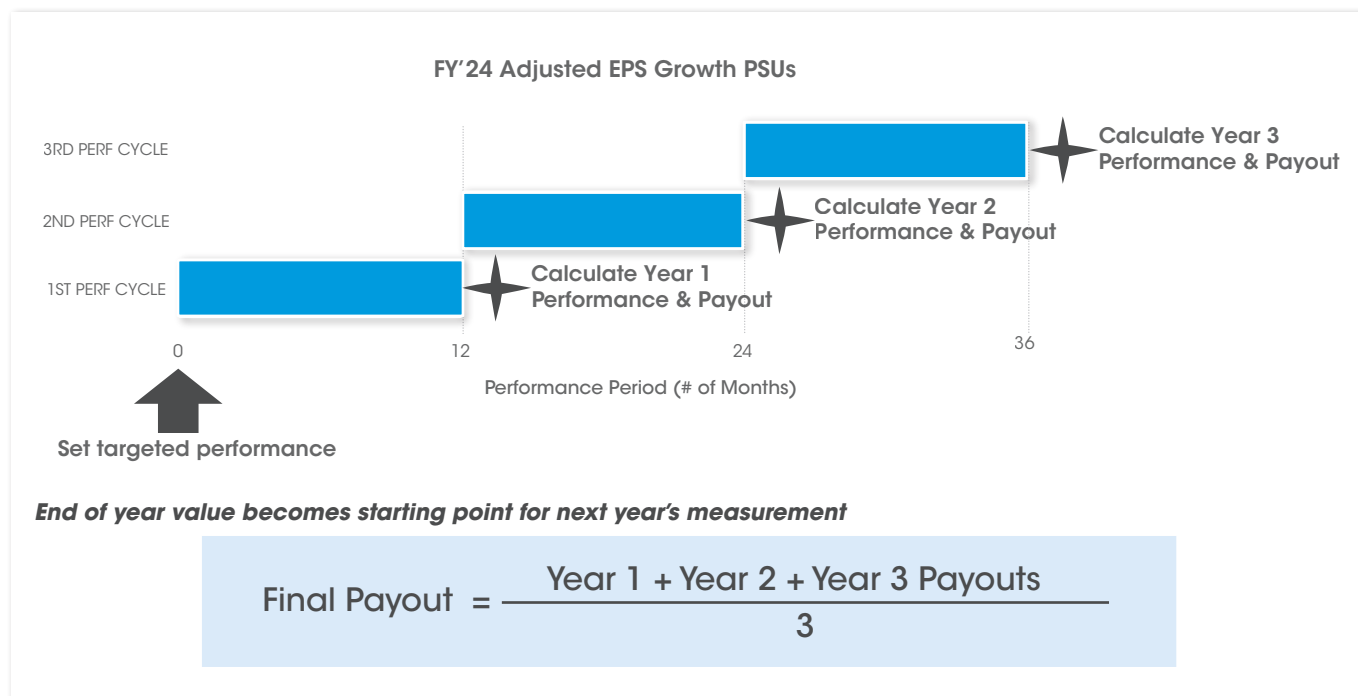 FY’24 Adjusted EPS Growth PSUs
3RD PERF CYCLE
Calculate Year 3
Performance & Payout
2ND PERF CYCLE
Calculate Year 2
Performance & Payout
1ST PERF CYCLE
Calculate Year 1
Performance & Payout
0
12
24
36
Performance Period (# of Months)
Set targeted performance
End of year value becomes starting point for next year’s measurement
Final Payout =
Year 1 + Year 2 + Year 3 Payouts
3